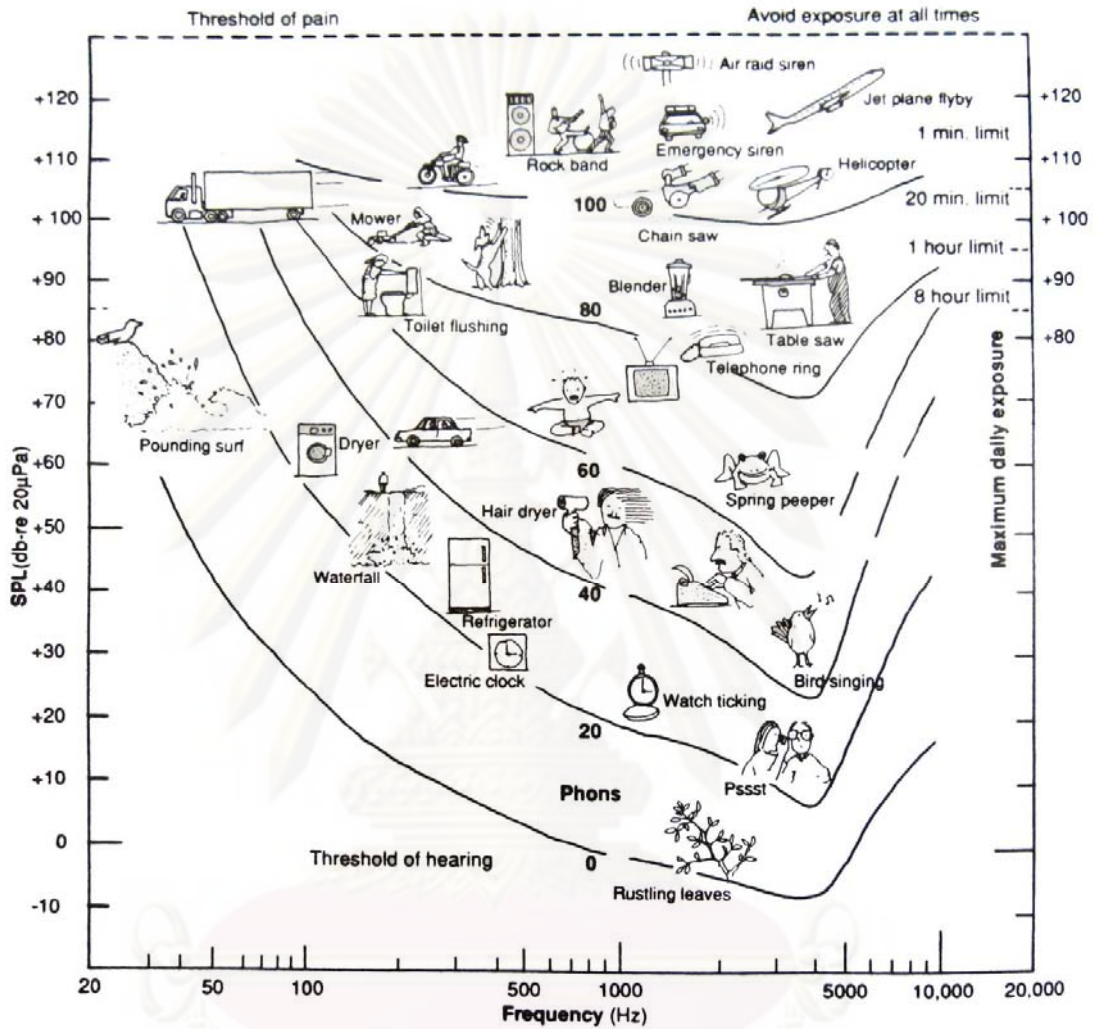 Threshold of pain
Avoid exposure at all times
Air raid siren
+120
Jet plane flyby
+120
1 min. limit
Rock band
Emergency siren
+110
Helicopter
+110
100
20 min. limit
+ 100
Mower
Chain saw
+ 100
1 hour limit
+90
Blender
+90
8 hour limit
80
Toilet flushing
Table saw
+80
+80
Telephone ring
+70
Pounding surf
Dryer
+60
60
Spring peeper
Hair dryer
+50
Waterfall
+40
40
Refrigerator
+30
Electric clock
Bird singing
Watch ticking
+20
20
Pssst
+10
Phons
0
Threshold of hearing
0
Rustling leaves
-10
SPL(db-re 20µPa)
Maximum daily exposure
20
50
100
500
1000
5000
10,000
20,000
Frequency (Hz)